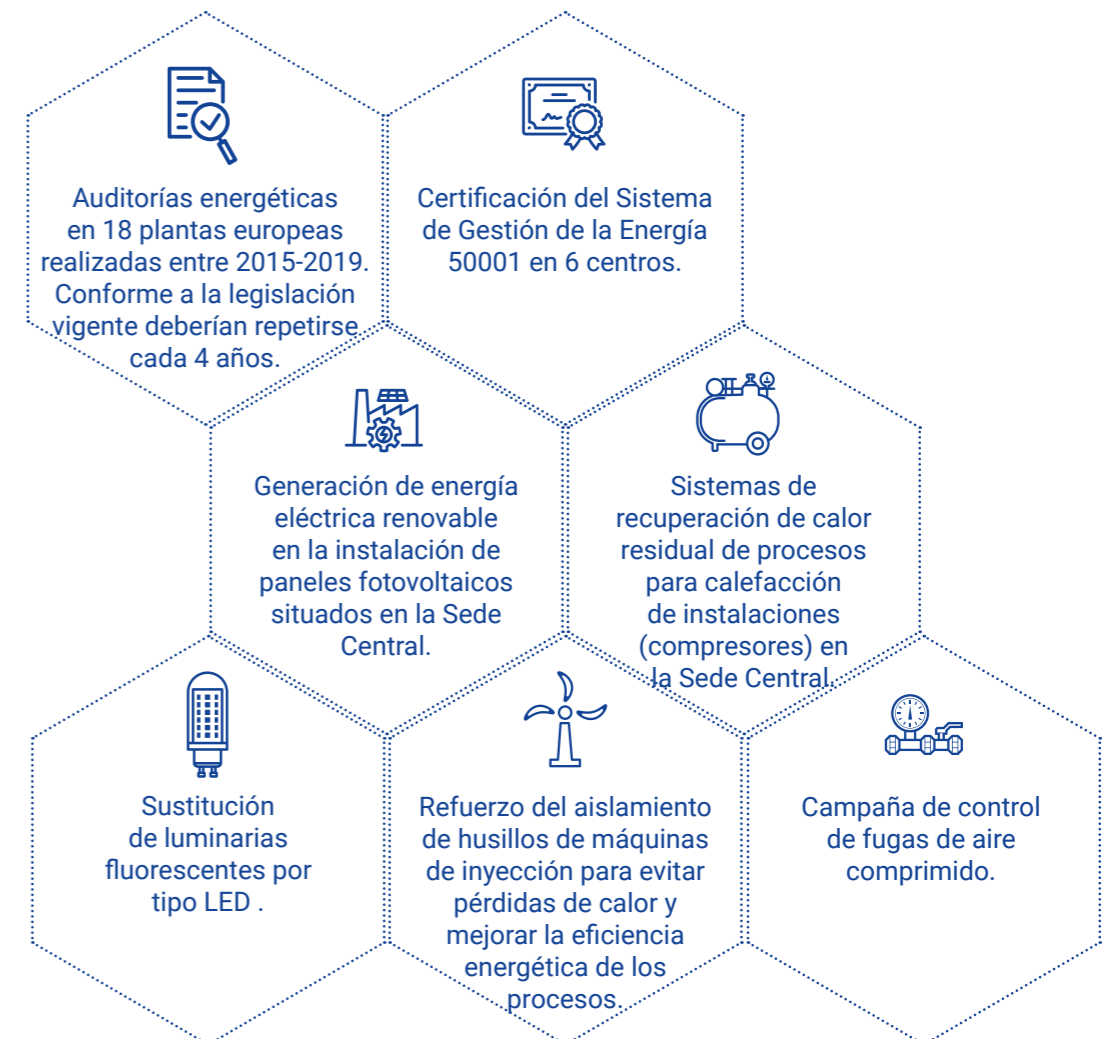 Auditorías energéticas
en 18 plantas europeas
realizadas entre 2015-2019.
Conforme a la legislación
vigente deberían repetirse
cada 4 años.
Certificación del Sistema
de Gestión de la Energía
50001 en 6 centros.
Generación de energía
eléctrica renovable
en la instalación de
paneles fotovoltaicos
situados en la Sede
Central.
Sistemas de
recuperación de calor
residual de procesos
para calefacción
de instalaciones
(compresores) en
la Sede Central.
Sustitución
de luminarias
fluorescentes por
tipo LED .
Refuerzo del aislamiento
de husillos de máquinas
de inyección para evitar
pérdidas de calor y
mejorar la eficiencia
energética de los
procesos.
Campaña de control
de fugas de aire
comprimido.